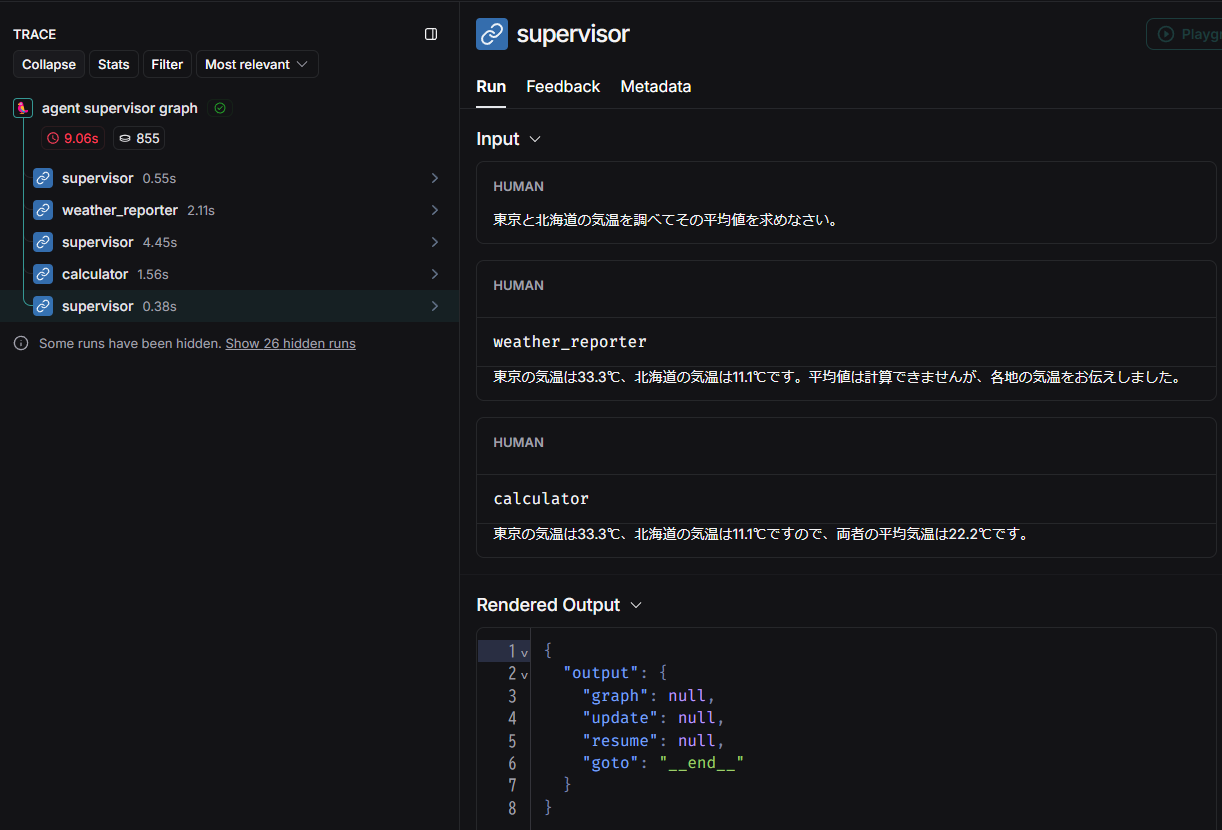 TRACE
Collapse
Stats
Filter
Most relevant
agent supervisor graph
9.06s
855
supervisor 0.55s
weather_reporter 2.11s
supervisor 4.45s
calculator 1.56s
supervisor 0.38s
Some runs have been hidden. Show 26 hidden runs
supervisor
Run
Feedback
Metadata
Input
HUMAN
東京と北海道の気温を調べてその平均値を求めなさい。
HUMAN
weather_reporter
東京の気温は33.3℃、北海道の気温は11.1℃です。平均値は計算できませんが、各地の気温をお伝えしました。
HUMAN
calculator
東京の気温は33.3℃、北海道の気温は11.1℃ですので、両者の平均気温は22.2℃です。
Rendered Output
1 {
2 "output": {
3 "graph": null,
4 "update": null,
5 "resume": null,
6 "goto": "__end__"
7 }
8 }